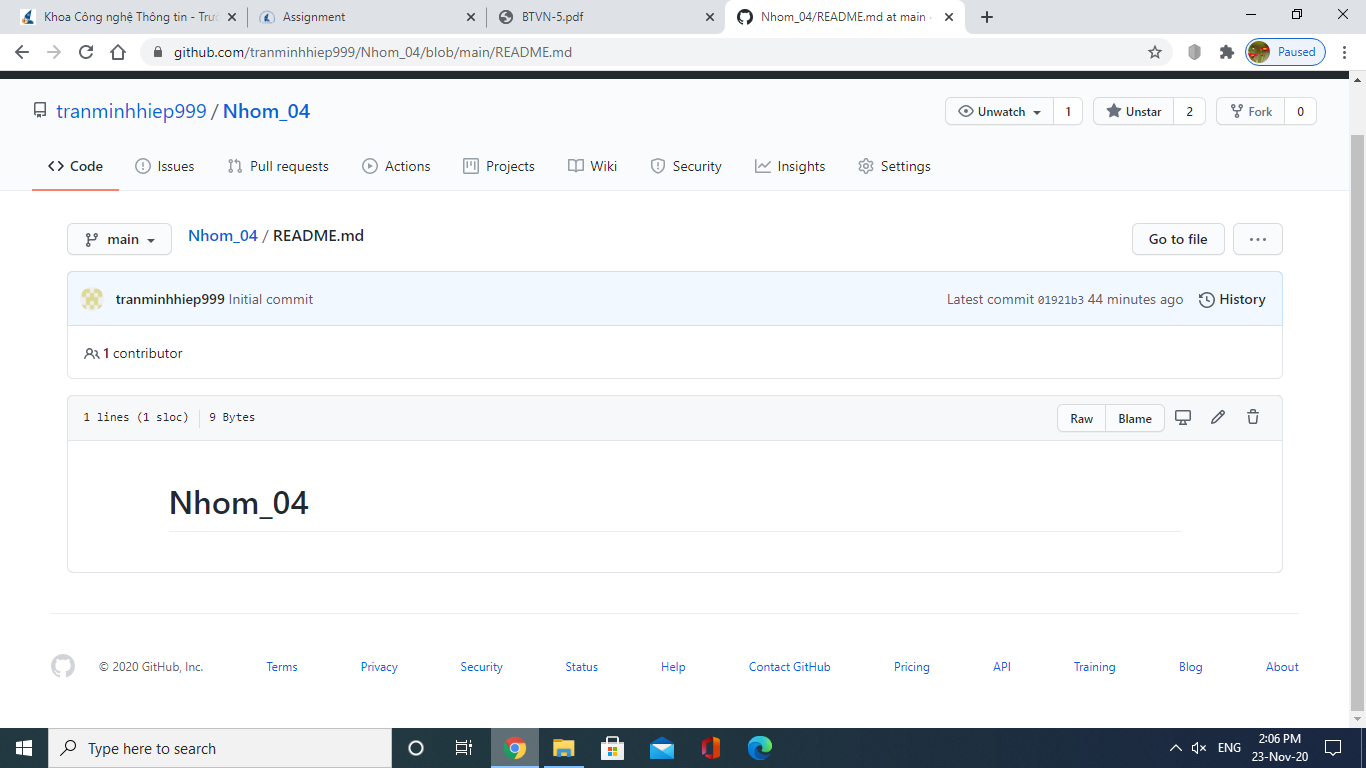 Khoa Công nghệ Thông tin - Trư
Assignment
BTVN-5.pdf
Nhom_04/README.md at main
github.com/tranminhhiep999/Nhom_04/blob/main/README.md
Paused
tranminhhiep999 / Nhom_04
Unwatch 1
Unstar 2
Fork 0
Code
Issues
Pull requests
Actions
Projects
Wiki
Security
Insights
Settings
main
Nhom_04 / README.md
Go to file
tranminhhiep999 Initial commit
Latest commit 01921b3 44 minutes ago
History
1 contributor
1 lines (1 sloc)
9 Bytes
Raw
Blame
Nhom_04
© 2020 GitHub, Inc.
Terms
Privacy
Security
Status
Help
Contact GitHub
Pricing
API
Training
Blog
About
Type here to search
ENG
2:06 PM
23-Nov-20